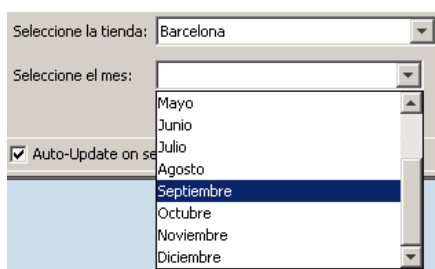 Seleccione la tienda: Barcelona
Seleccione el mes:
Mayo
Junio
Julio
Auto-Update on se
Agosto
Septiembre
Octubre
Noviembre
Diciembre